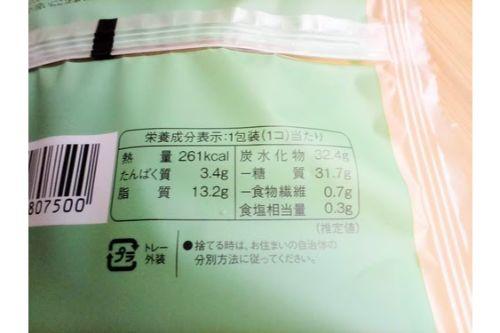 栄養成分表示:1包装(1コ)当たり
熱量 261kcal
たんぱく質 3.4g
脂質 13.2g
炭水化物 32.4g
−糖質 31.7g
−食物繊維 0.7g
食塩相当量 0.3g
(推定値)
807500
プラ
トレー
外装
●捨てる時は、お住まいの自治体の
分別方法に従ってください。